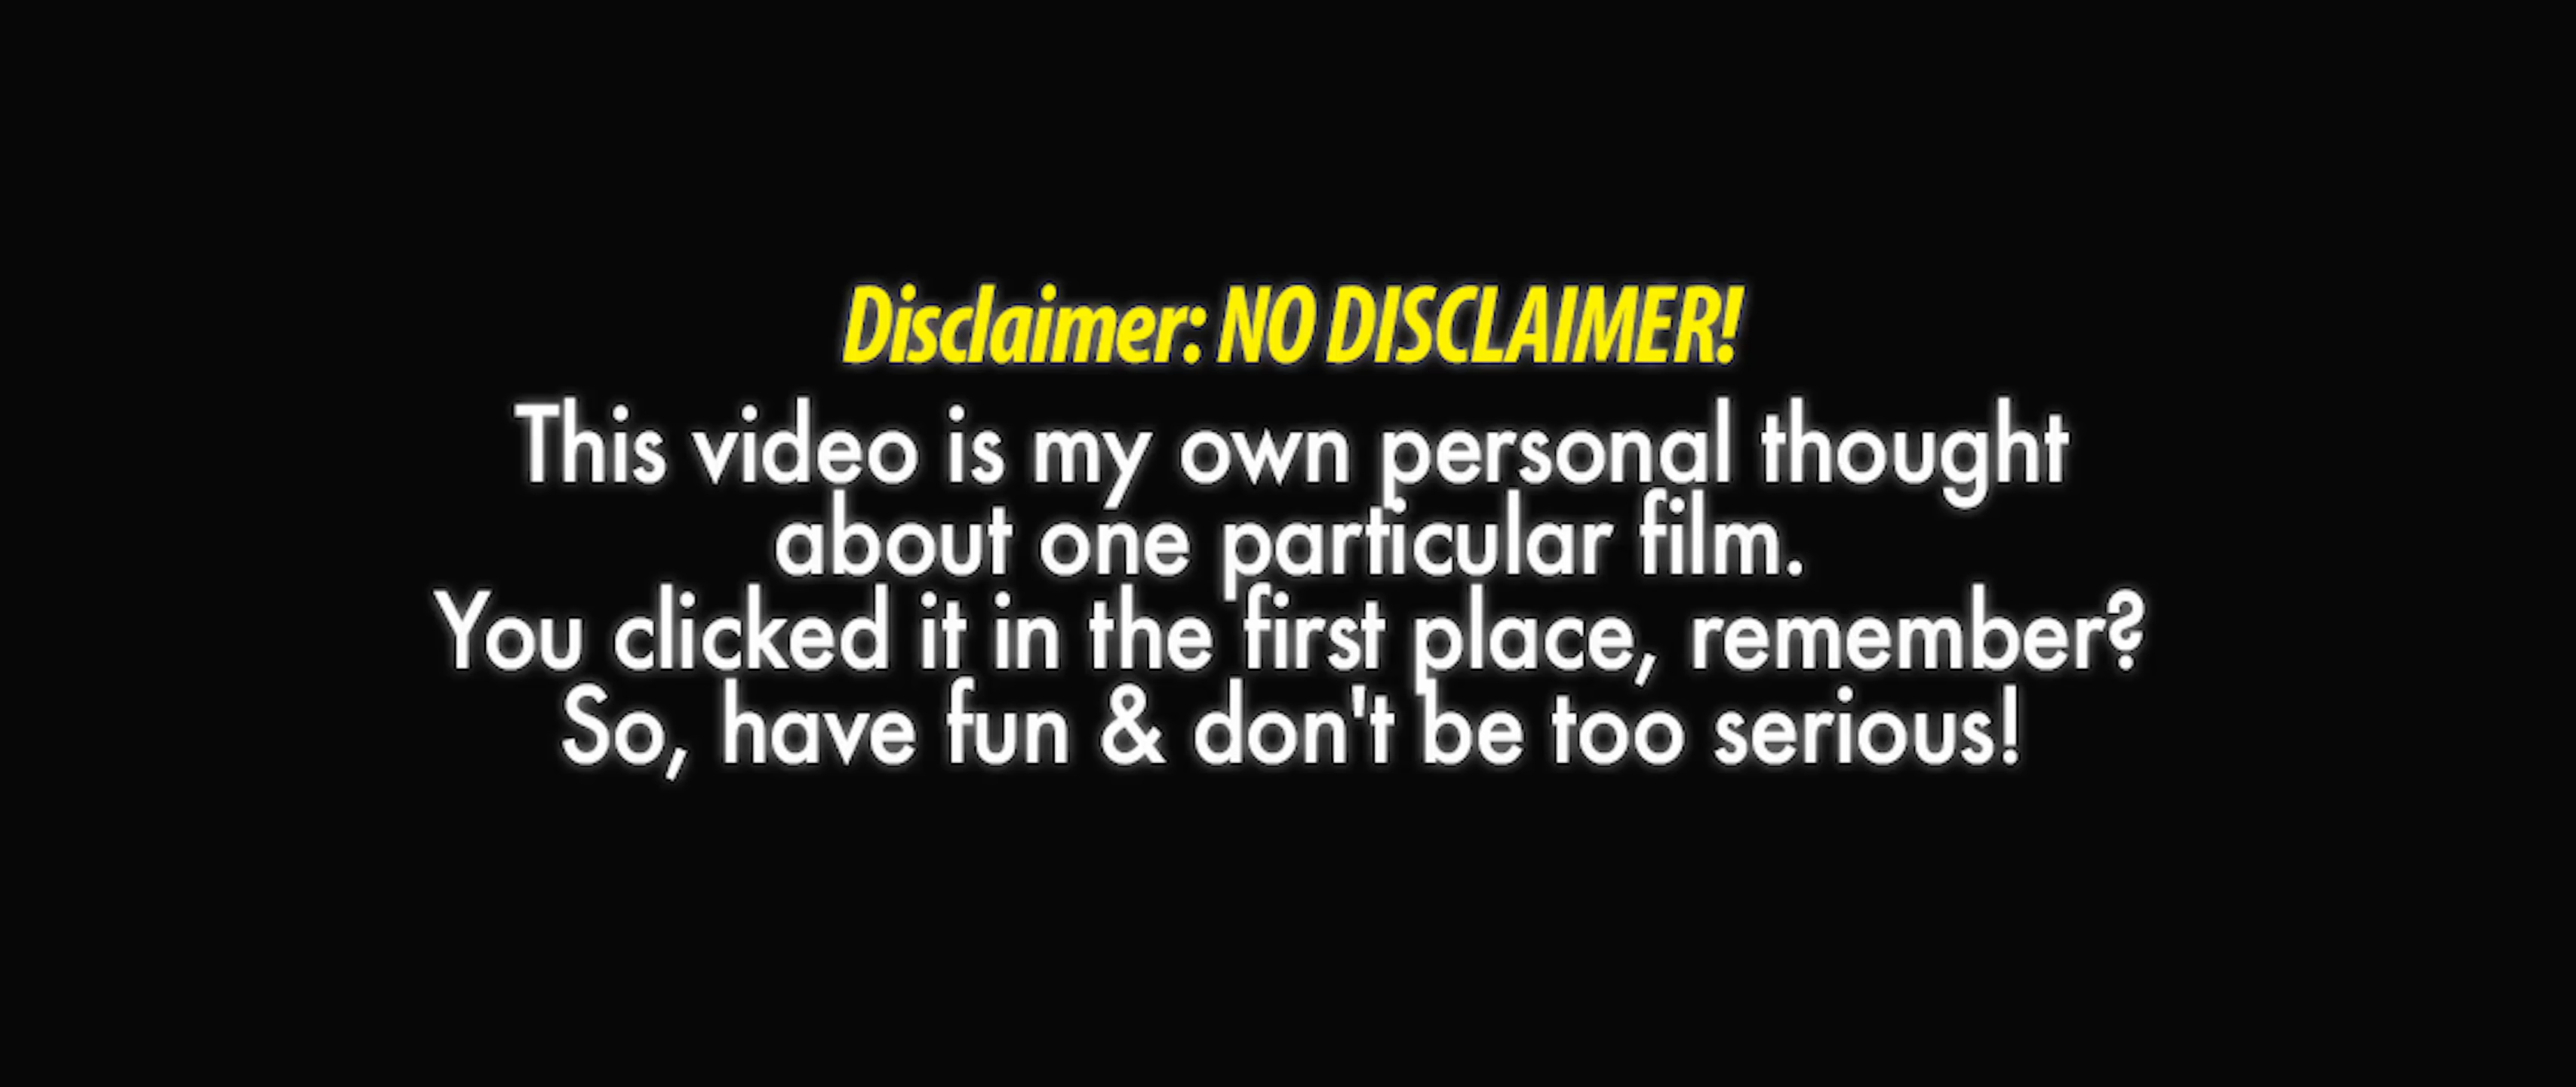 Disclaimer: NO DISCLAIMER!
This video is my own personal thought
about one particular film.
You clicked it in the first place, remember?
So, have fun & don't be too serious!